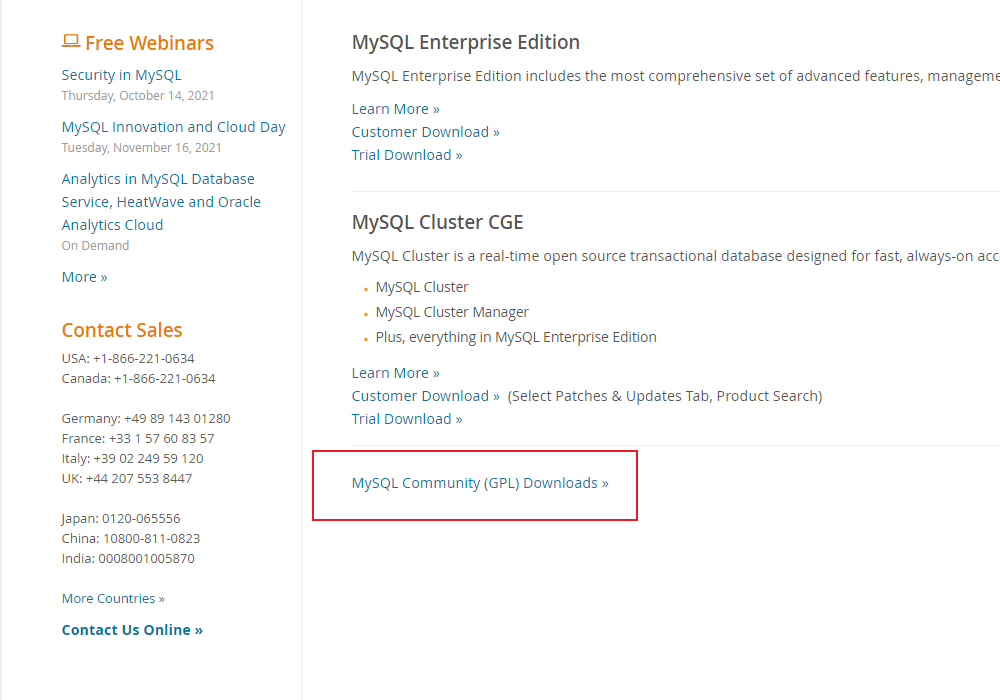 Free Webinars
Security in MySQL
Thursday, October 14, 2021
MySQL Innovation and Cloud Day
Tuesday, November 16, 2021
Analytics in MySQL Database
Service, HeatWave and Oracle
Analytics Cloud
On Demand
More »
Contact Sales
USA: +1-866-221-0634
Canada: +1-866-221-0634
Germany: +49 89 143 01280
France: +33 1 57 60 83 57
Italy: +39 02 249 59 120
UK: +44 207 553 8447
Japan: 0120-065556
China: 10800-811-0823
India: 0008001005870
More Countries »
Contact Us Online »
MySQL Enterprise Edition
MySQL Enterprise Edition includes the most comprehensive set of advanced features,
Learn More »
Customer Download »
Trial Download »
MySQL Cluster CGE
MySQL Cluster is a real-time open source transactional database designed for fast, always-on
MySQL Cluster
MySQL Cluster Manager
Plus, everything in MySQL Enterprise Edition
Learn More »
Customer Download » (Select Patches & Updates Tab, Product Search)
Trial Download »
MySQL Community (GPL) Downloads »